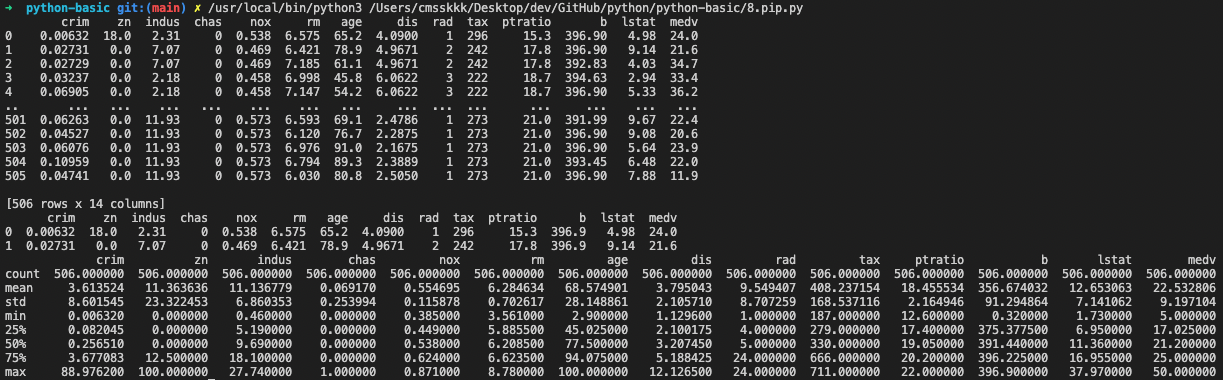 ➜  python-basic git:(main) ✗ /usr/local/bin/python3 /Users/cmsskkk/Desktop/dev/GitHub/python/python-basic/8.pip.py
        crim    zn  indus  chas    nox     rm   age     dis  rad  tax  ptratio       b  lstat  medv
0    0.00632  18.0   2.31     0  0.538  6.575  65.2  4.0900    1  296     15.3  396.90   4.98  24.0
1    0.02731   0.0   7.07     0  0.469  6.421  78.9  4.9671    2  242     17.8  396.90   9.14  21.6
2    0.02729   0.0   7.07     0  0.469  7.185  61.1  4.9671    2  242     17.8  392.83   4.03  34.7
3    0.03237   0.0   2.18     0  0.458  6.998  45.8  6.0622    3  222     18.7  394.63   2.94  33.4
4    0.06905   0.0   2.18     0  0.458  7.147  54.2  6.0622    3  222     18.7  396.90   5.33  36.2
..       ...   ...    ...   ...    ...    ...   ...     ...  ...  ...      ...     ...    ...   ...
501  0.06263   0.0  11.93     0  0.573  6.593  69.1  2.4786    1  273     21.0  391.99   9.67  22.4
502  0.04527   0.0  11.93     0  0.573  6.120  76.7  2.2875    1  273     21.0  396.90   9.08  20.6
503  0.06076   0.0  11.93     0  0.573  6.976  91.0  2.1675    1  273     21.0  396.90   5.64  23.9
504  0.10959   0.0  11.93     0  0.573  6.794  89.3  2.3889    1  273     21.0  393.45   6.48  22.0
505  0.04741   0.0  11.93     0  0.573  6.030  80.8  2.5050    1  273     21.0  396.90   7.88  11.9
[506 rows x 14 columns]
      crim    zn  indus  chas    nox     rm   age     dis  rad  tax  ptratio      b  lstat  medv
0  0.00632  18.0   2.31     0  0.538  6.575  65.2  4.0900    1  296     15.3  396.9   4.98  24.0
1  0.02731   0.0   7.07     0  0.469  6.421  78.9  4.9671    2  242     17.8  396.9   9.14  21.6
             crim          zn       indus        chas         nox          rm         age         dis         rad         tax     ptratio           b       lstat        medv
count  506.000000  506.000000  506.000000  506.000000  506.000000  506.000000  506.000000  506.000000  506.000000  506.000000  506.000000  506.000000  506.000000  506.000000
mean     3.613524   11.363636   11.136779    0.069170    0.554695    6.284634   68.574901    3.795043    9.549407  408.237154   18.455534  356.674032   12.653063   22.532806
std      8.601545   23.322453    6.860353    0.253994    0.115878    0.702617   28.148861    2.105710    8.707259  168.537116    2.164946   91.294864    7.141062    9.197104
min      0.006320    0.000000    0.460000    0.000000    0.385000    3.561000    2.900000    1.129600    1.000000  187.000000   12.600000    0.320000    1.730000    5.000000
25%      0.082045    0.000000    5.190000    0.000000    0.449000    5.885500   45.025000    2.100175    4.000000  279.000000   17.400000  375.377500    6.950000   17.025000
50%      0.256510    0.000000    9.690000    0.000000    0.538000    6.208500   77.500000    3.207450    5.000000  330.000000   19.050000  391.440000   11.360000   21.200000
75%      3.677083   12.500000   18.100000    0.000000    0.624000    6.623500   94.075000    5.188425   24.000000  666.000000   20.200000  396.225000   16.955000   25.000000
max     88.976200  100.000000   27.740000    1.000000    0.871000    8.780000  100.000000   12.126500   24.000000  711.000000   22.000000  396.900000   37.970000   50.000000